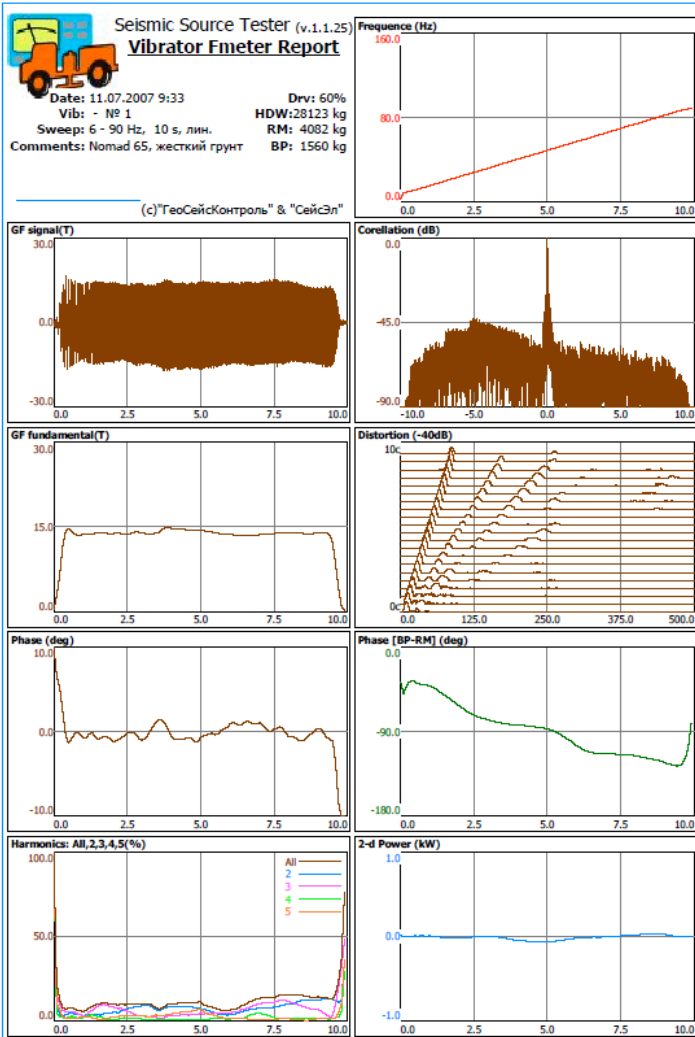 Seismic Source Tester (v.1.1.25)
Vibrator Fmeter Report
Date: 11.07.2007 9:33 Drv: 60%
Vib: - № 1 HDW:28123 kg
Sweep: 6 - 90 Hz, 10 s, лин. RM: 4082 kg
Comments: Nomad 65, жесткий грунт BP: 1560 kg
(c)"ГеоСейсКонтроль" & "СейсЭл"
Frequence (Hz)
160.0
80.0
0.0
0.0 2.5 5.0 7.5 10.0
GF signal(T)
30.0
0.0
-30.0
0.0 2.5 5.0 7.5 10.0
Corellation (dB)
0.0
-45.0
-90.0
-10.0 -5.0 0.0 5.0 10.0
GF fundamental(T)
30.0
15.0
0.0
0.0 2.5 5.0 7.5 10.0
Distortion (-40dB)
10c
0c
0.0 125.0 250.0 375.0 500.0
Phase (deg)
10.0
0.0
-10.0
0.0 2.5 5.0 7.5 10.0
Phase [BP-RM] (deg)
0.0
-90.0
-180.0
0.0 2.5 5.0 7.5 10.0
Harmonics: All,2,3,4,5(%)
100.0
50.0
0.0
All
2
3
4
5
0.0 2.5 5.0 7.5 10.0
2-d Power (kW)
1.0
0.0
-1.0
0.0 2.5 5.0 7.5 10.0